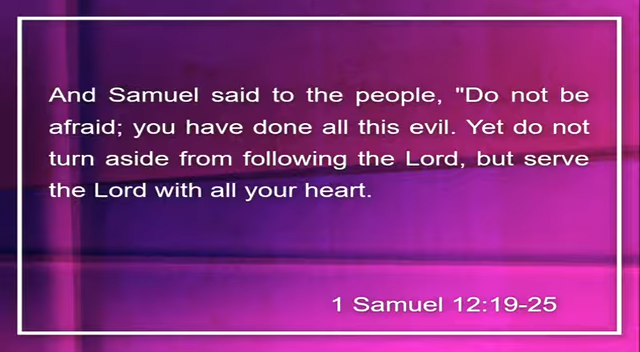 And Samuel said to the people, "Do not be
afraid; you have done all this evil. Yet do not
turn aside from following the Lord, but serve
the Lord with all your heart.
1 Samuel 12:19-25